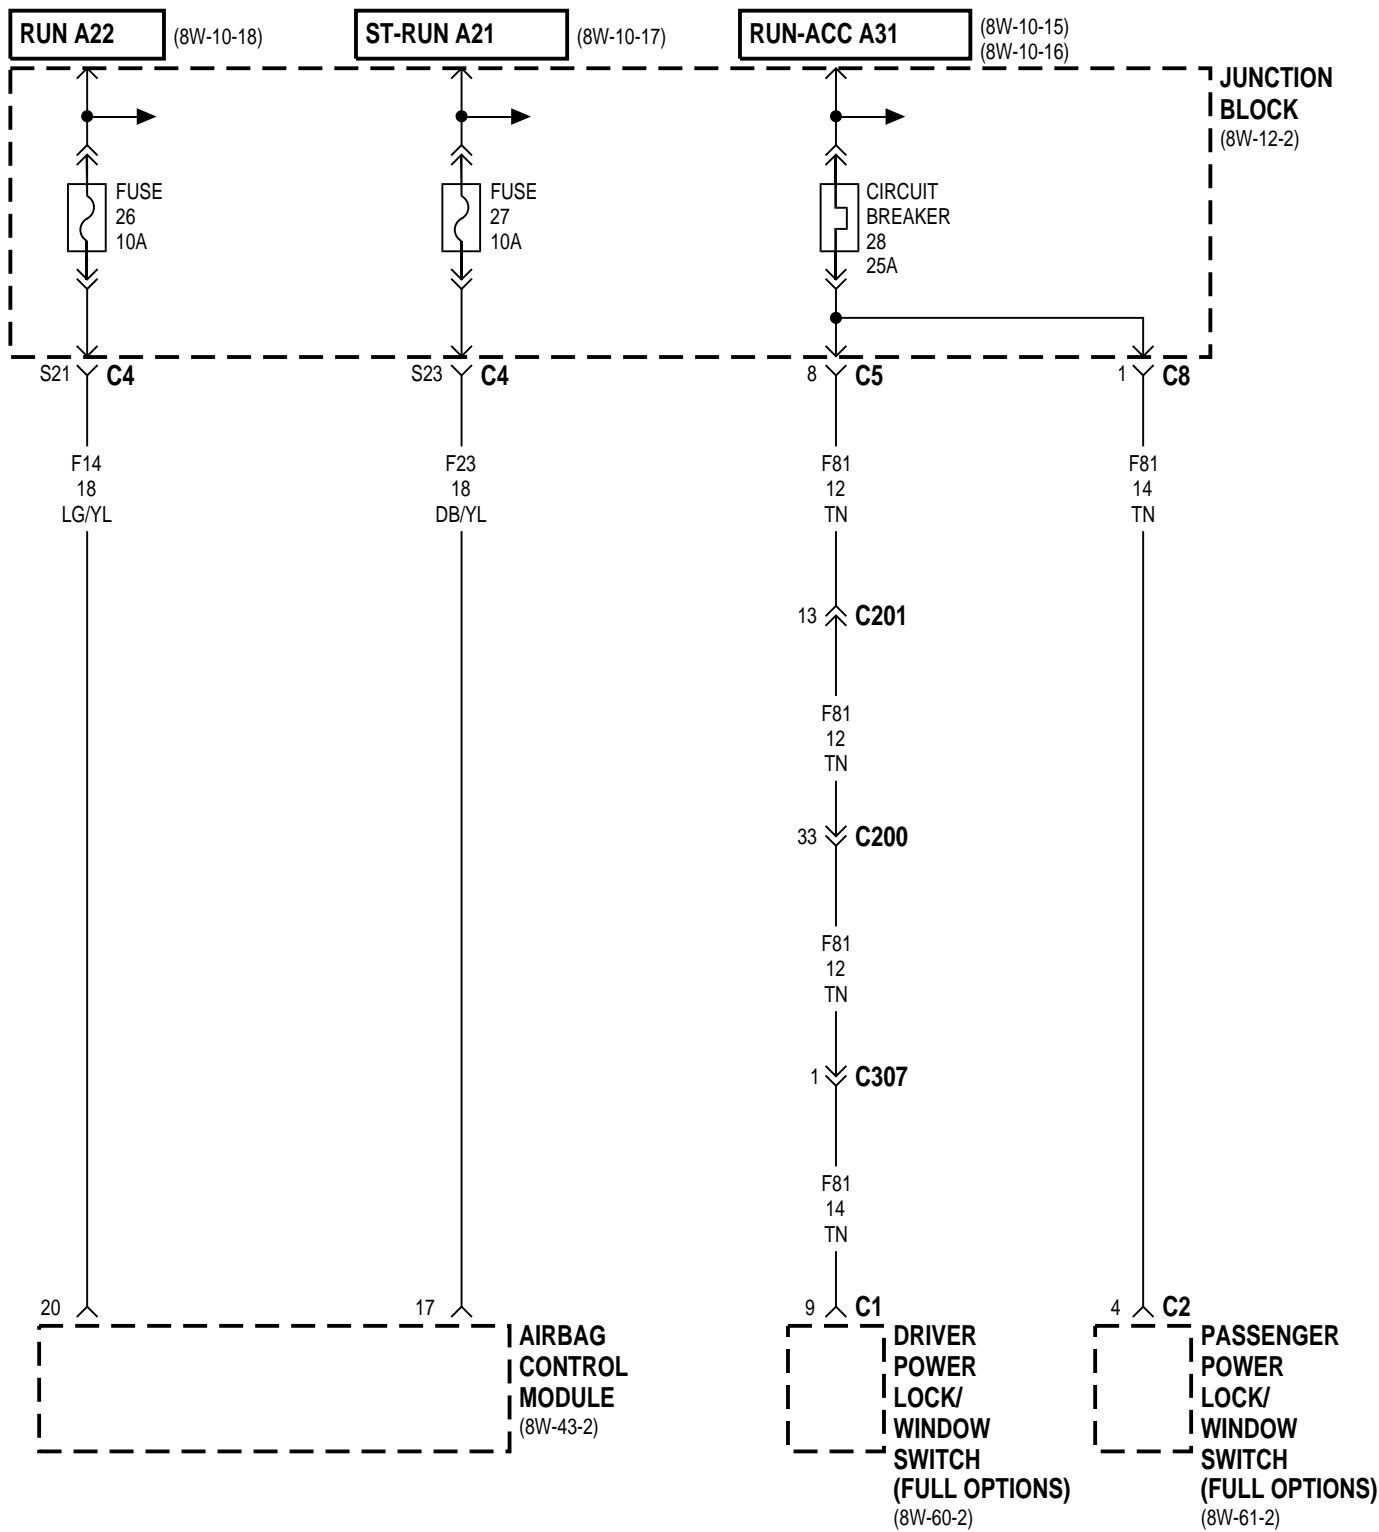 RUN A22
(8W-10-18)
ST-RUN A21
(8W-10-17)
RUN-ACC A31
(8W-10-15)
(8W-10-16)
JUNCTION
BLOCK
(8W-12-2)
FUSE
26
10A
FUSE
27
10A
CIRCUIT
BREAKER
28
25A
S21
C4
S23
C4
8
C5
1
C8
F14
18
LG/YL
F23
18
DB/YL
F81
12
TN
F81
14
TN
13
C201
F81
12
TN
33
C200
F81
12
TN
1
C307
F81
14
TN
20
17
9
C1
4
C2
AIRBAG
CONTROL
MODULE
(8W-43-2)
DRIVER
POWER
LOCK/
WINDOW
SWITCH
(FULL OPTIONS)
(8W-60-2)
PASSENGER
POWER
LOCK/
WINDOW
SWITCH
(FULL OPTIONS)
(8W-61-2)